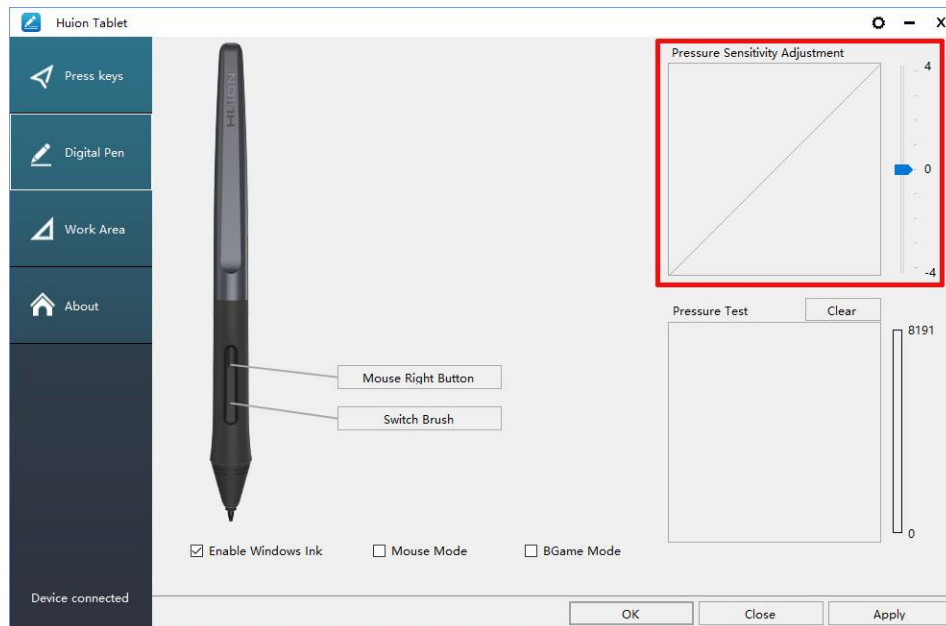 Huion Tablet
Press keys
Digital Pen
Work Area
About
Device connected
HUION
Mouse Right Button
Switch Brush
Enable Windows Ink
Mouse Mode
BGame Mode
Pressure Sensitivity Adjustment
4
0
-4
Pressure Test
Clear
8191
0
OK
Close
Apply